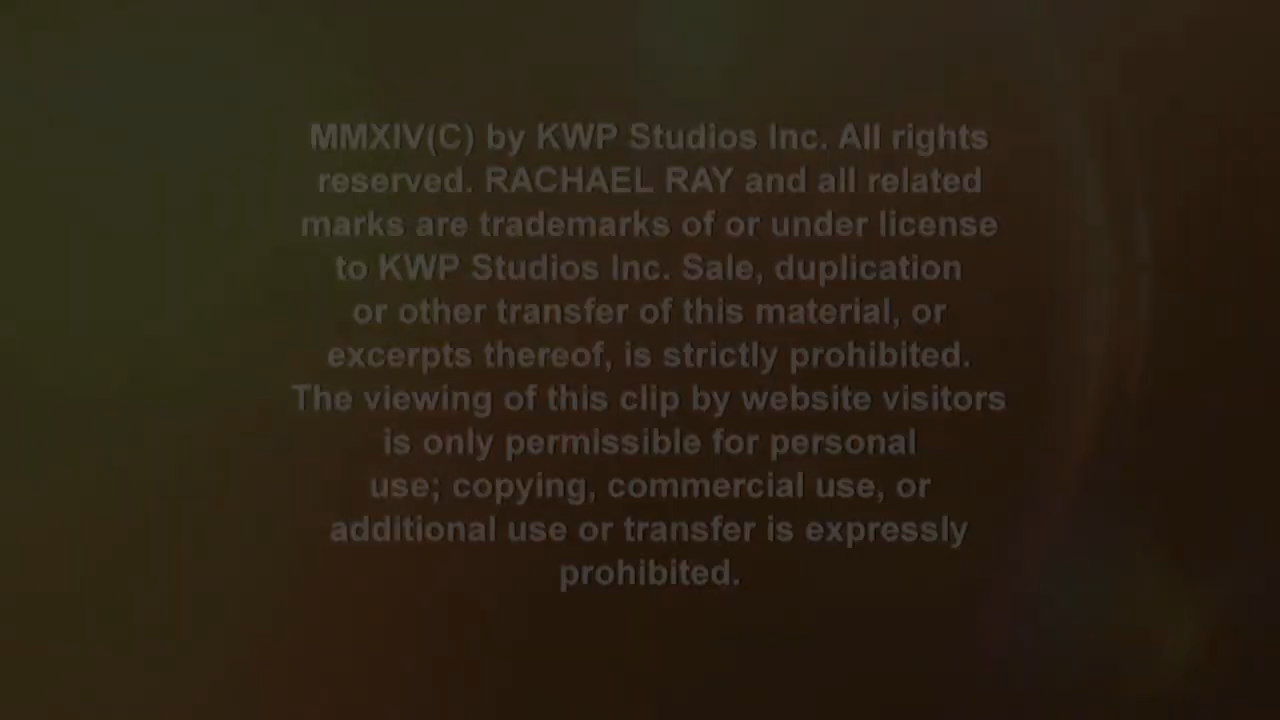 MMXIV(C) by KWP Studios Inc. All rights
reserved. RACHAEL RAY and all related
marks are trademarks of or under license
to KWP Studios Inc. Sale, duplication
or other transfer of this material, or
excerpts thereof, is strictly prohibited.
The viewing of this clip by website visitors
is only permissible for personal
use; copying, commercial use, or
additional use or transfer is expressly
prohibited.